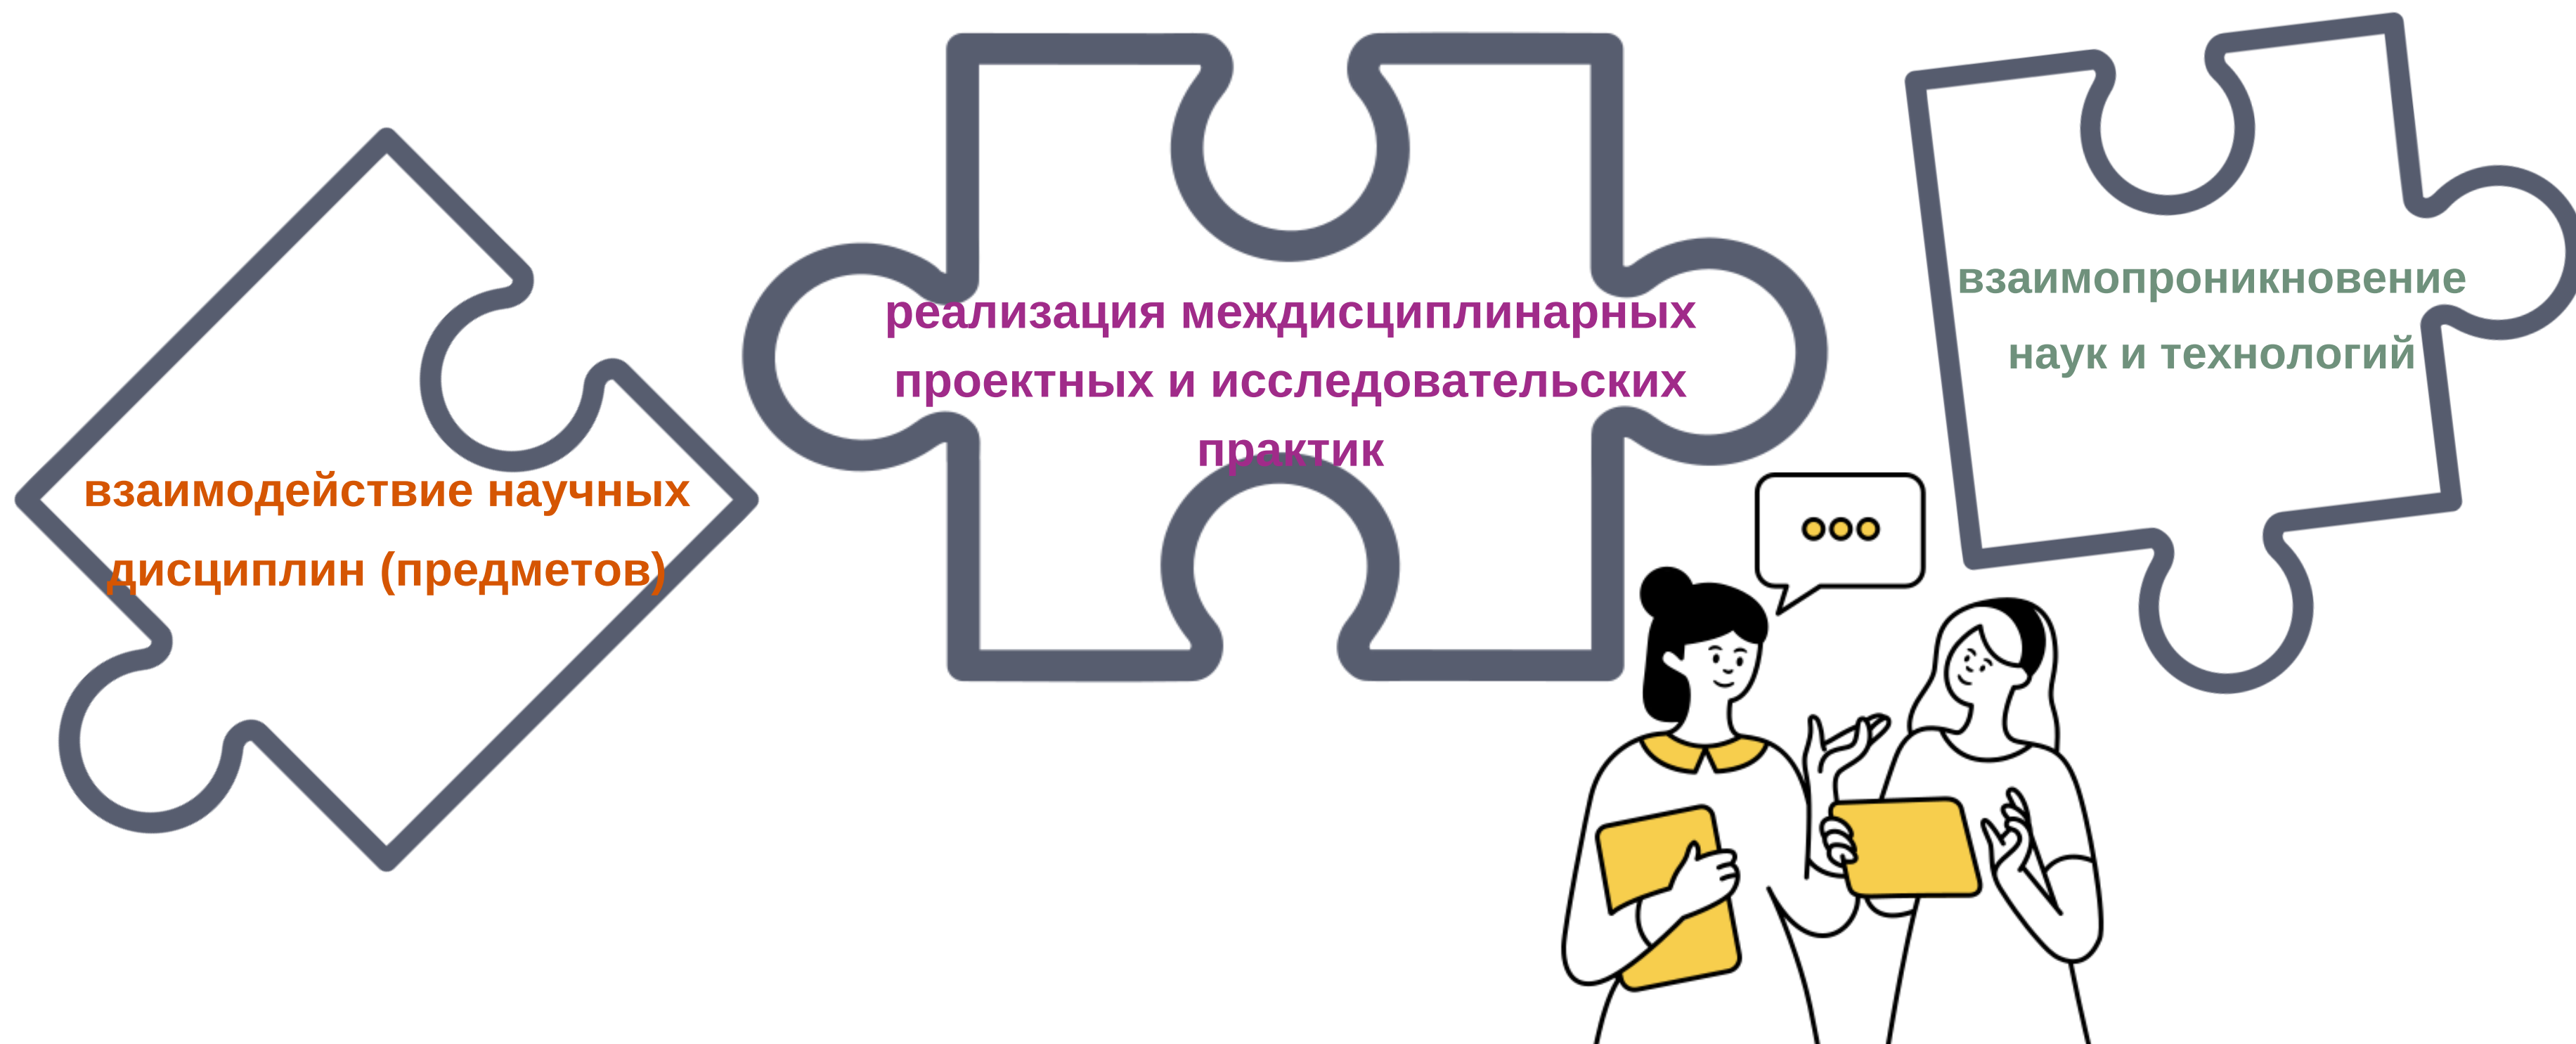 взаимодействие научных
дисциплин (предметов)
реализация междисциплинарных
проектных и исследовательских
практик
взаимопроникновение
наук и технологий